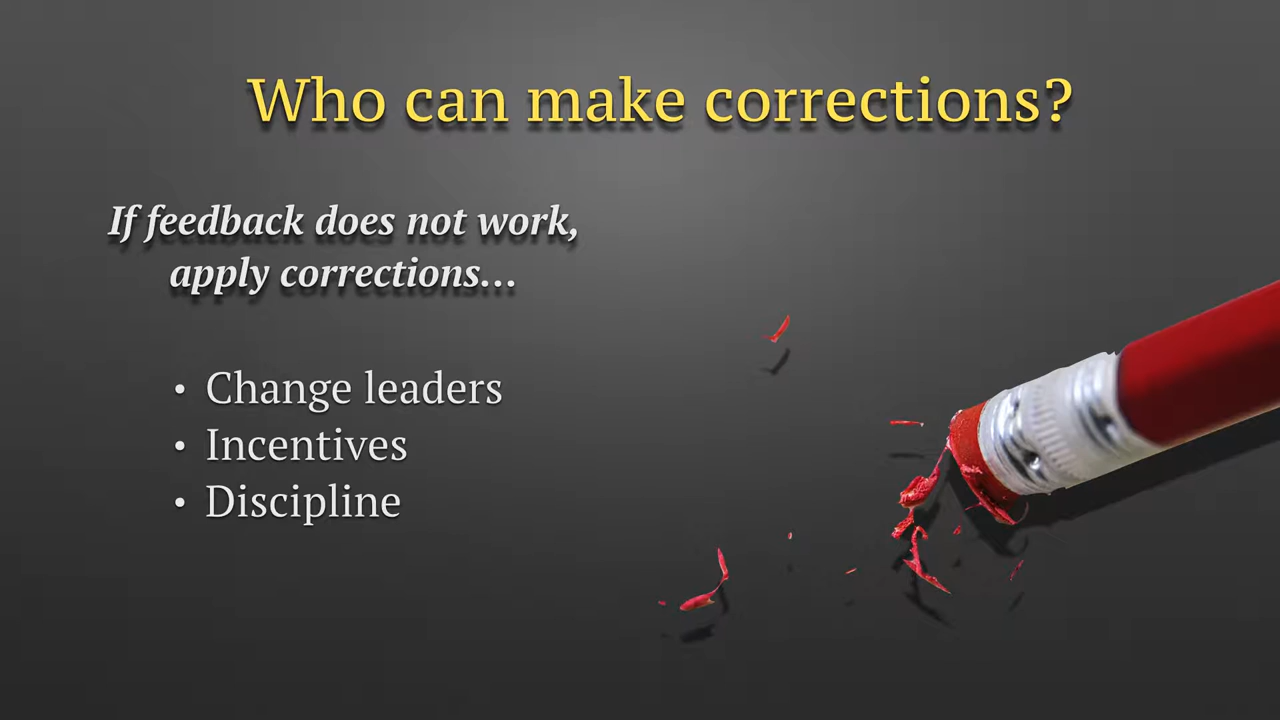 Who can make corrections?
If feedback does not work,
apply corrections...
• Change leaders
• Incentives
• Discipline